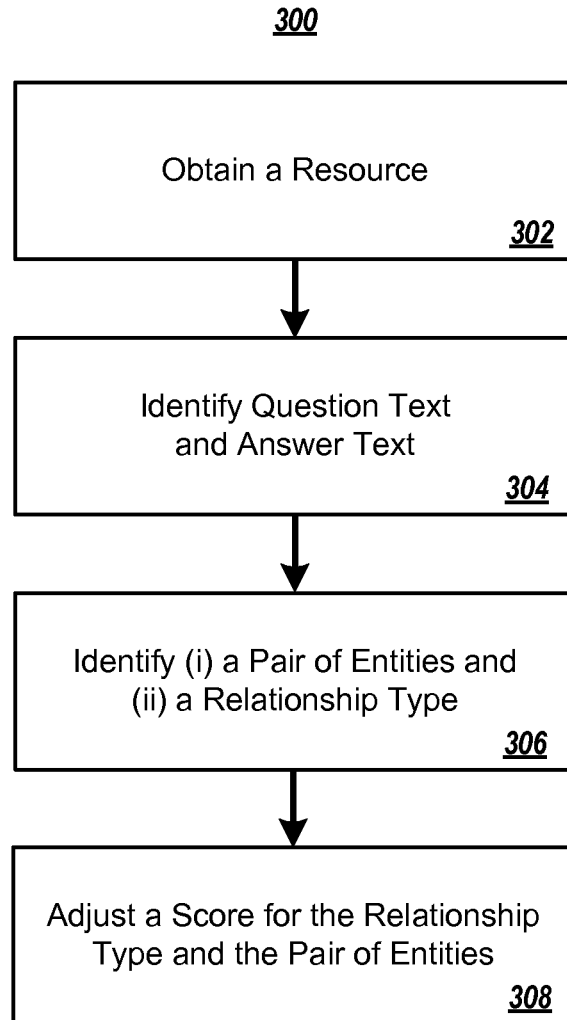 300
Obtain a Resource
302
Identify Question Text
and Answer Text
304
Identify (i) a Pair of Entities and
(ii) a Relationship Type
306
Adjust a Score for the Relationship
Type and the Pair of Entities
308